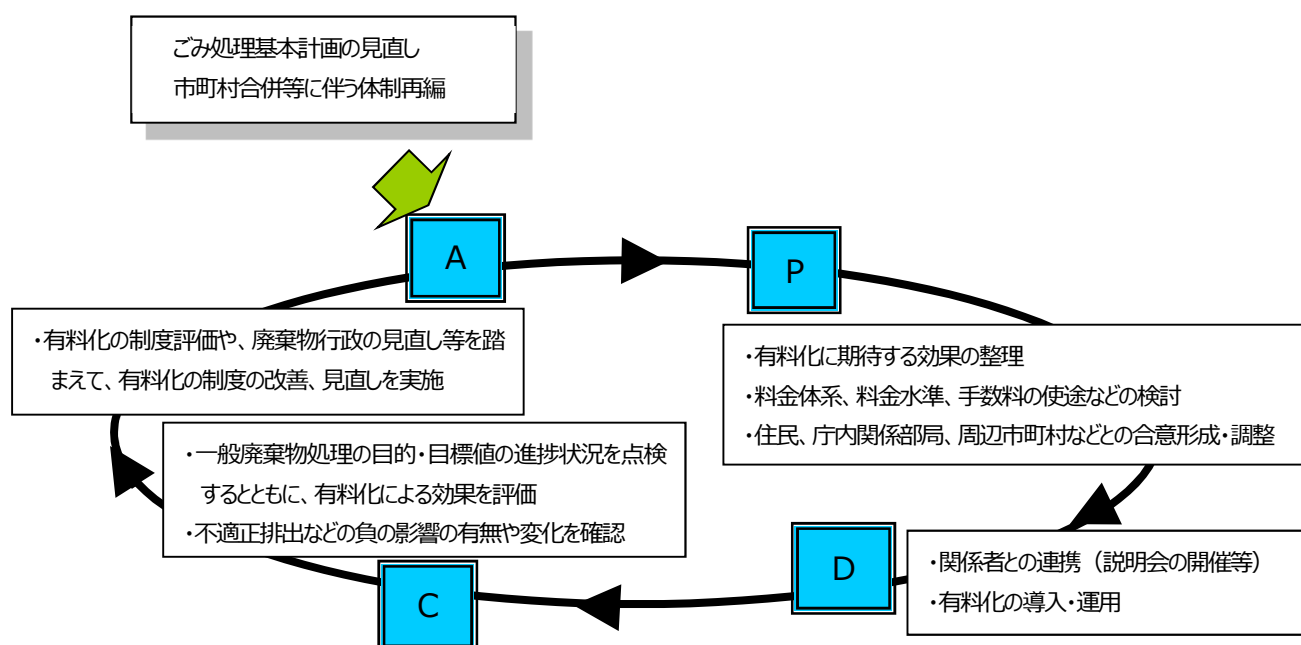 ごみ処理基本計画の見直し
市町村合併等に伴う体制再編
A
P
・有料化の制度評価や、廃棄物行政の見直し等を踏
まえて、有料化の制度の改善、見直しを実施
・有料化に期待する効果の整理
・料金体系、料金水準、手数料の使途などの検討
・住民、庁内関係部局、周辺市町村などとの合意形成・調整
・一般廃棄物処理の目的・目標値の進捗状況を点検
するとともに、有料化による効果を評価
・不適正排出などの負の影響の有無や変化を確認
D
・関係者との連携（説明会の開催等）
・有料化の導入・運用
C